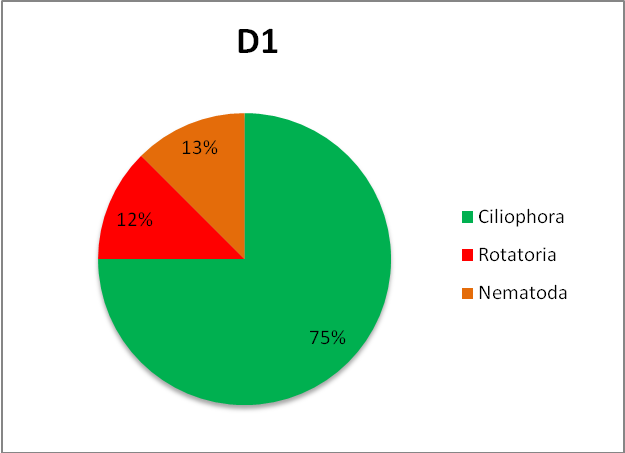 D1
13%
12%
75%
Ciliophora
Rotatoria
Nematoda